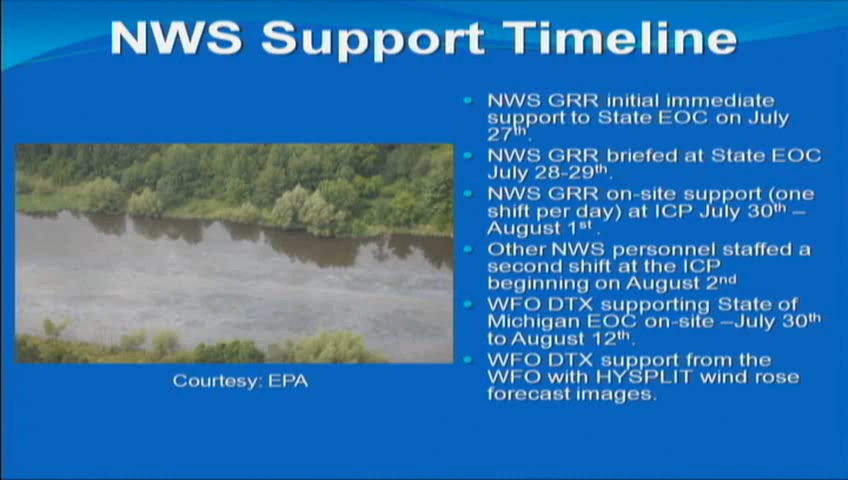 NWS Support Timeline
NWS GRR initial immediate
support to State EOC on July
27th.
NWS GRR briefed at State EOC
July 28-29th.
NWS GRR on-site support (one
shift per day) at ICP July 30th –
August 1st .
Other NWS personnel staffed a
second shift at the ICP
beginning on August 2nd
WFO DTX supporting State of
Michigan EOC on-site –July 30th
to August 12th.
WFO DTX support from the
WFO with HYSPLIT wind rose
forecast images.
Courtesy: EPA